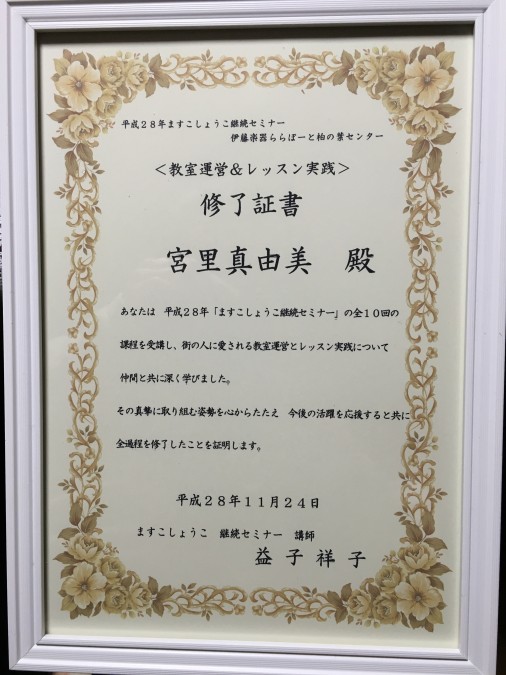 平成２８年ますこしょうこ継続セミナー
伊藤楽器ららぽーと柏の葉センター
＜教室運営＆レッスン実践＞
修了証書
宮里真由美　殿
あなたは　平成２８年「ますこしょうこ継続セミナー」の全１０回の
課程を受講し、街の人に愛される教室運営とレッスン実践について
仲間と共に深く学びました。
その真摯に取り組む姿勢を心からたたえ　今後の活躍を応援すると共に
全過程を修了したことを証明します。
平成２８年１１月２４日
ますこしょうこ　継続セミナー　講師
益子祥子